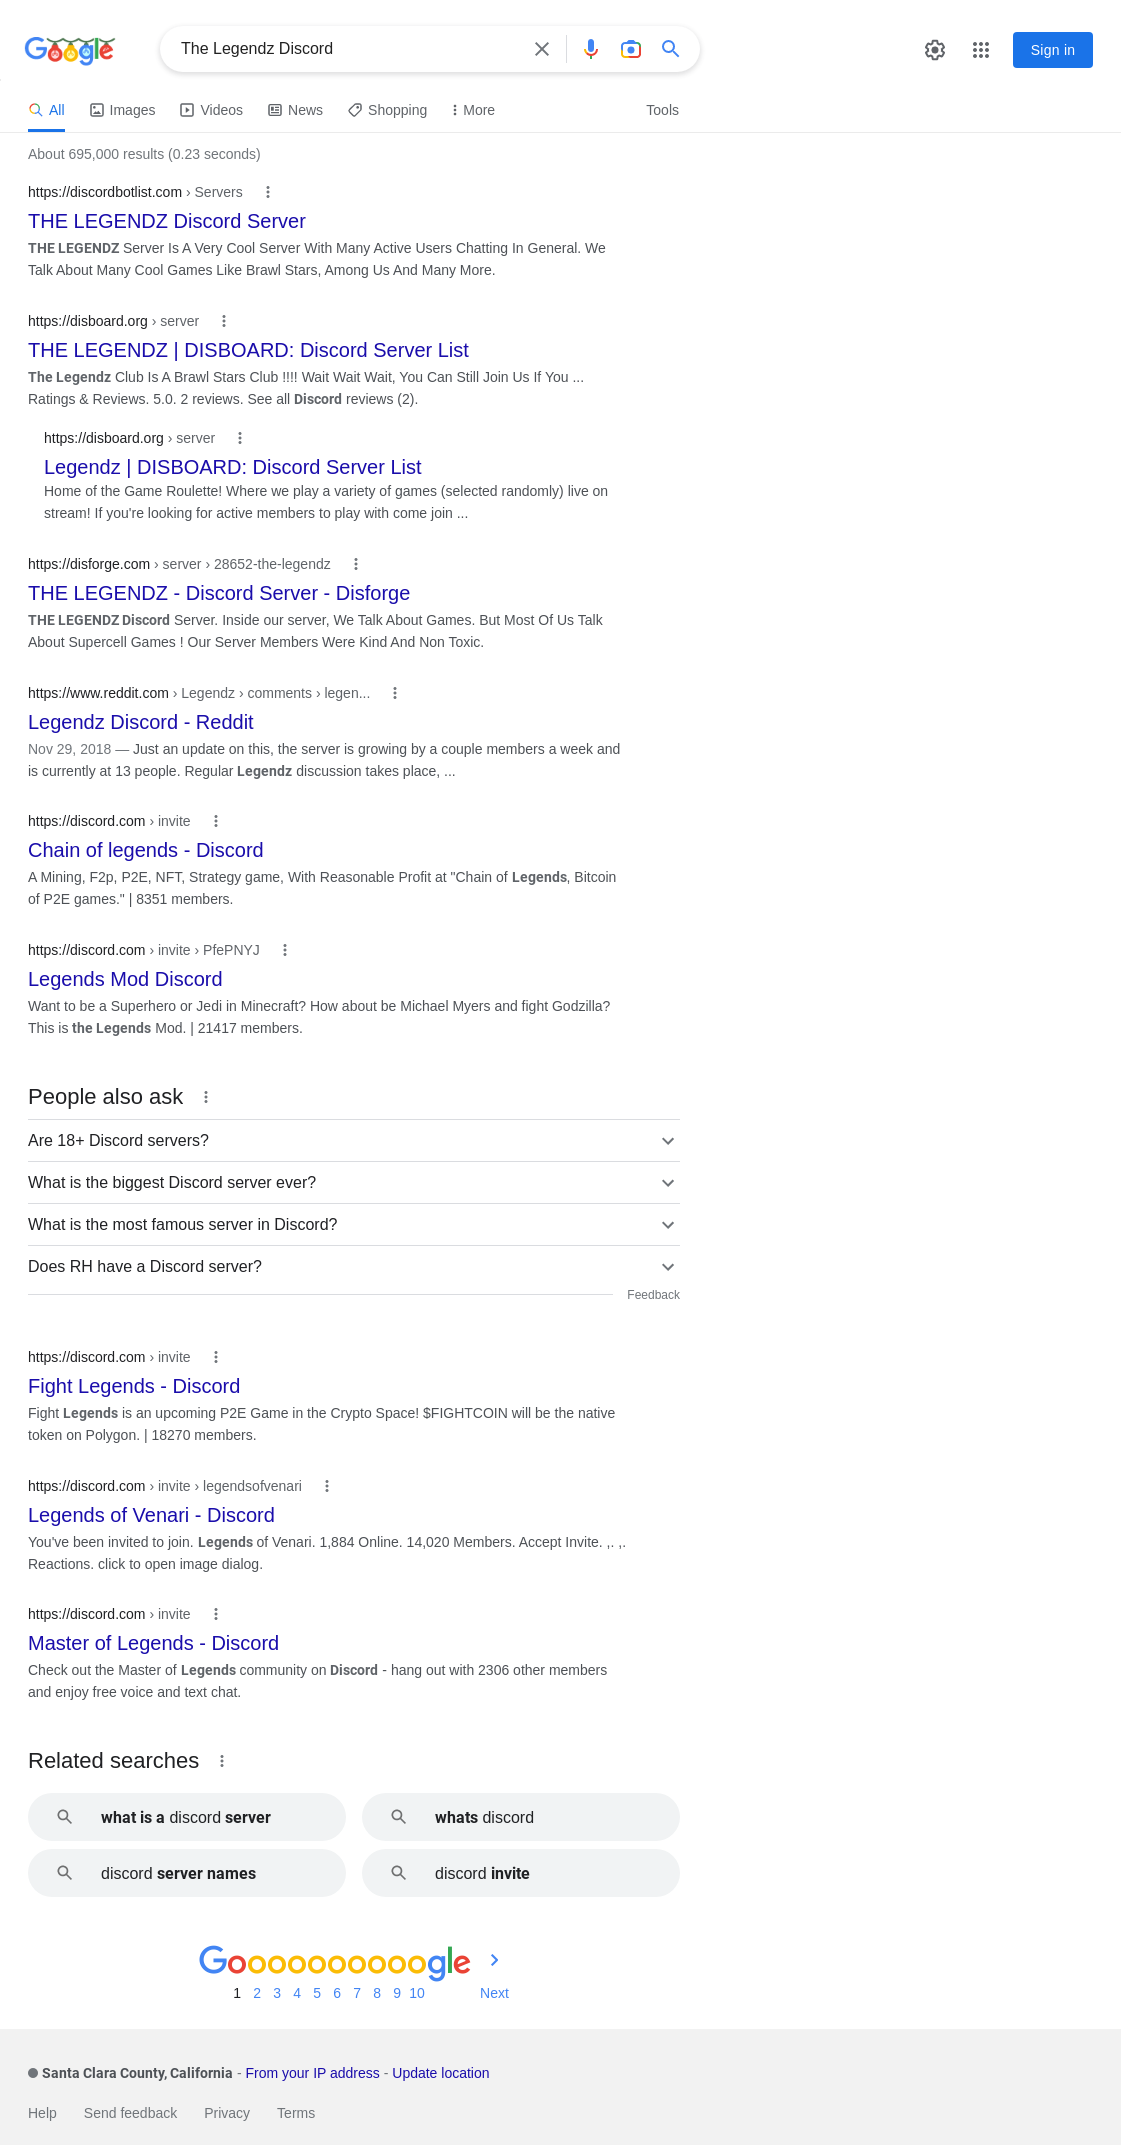 Google
The Legendz Discord
Sign in
All Images Videos News Shopping More Tools
About 695,000 results (0.23 seconds)
https://discordbotlist.com › Servers
THE LEGENDZ Discord Server
THE LEGENDZ Server Is A Very Cool Server With Many Active Users Chatting In General. We
Talk About Many Cool Games Like Brawl Stars, Among Us And Many More.
https://disboard.org › server
THE LEGENDZ | DISBOARD: Discord Server List
The Legendz Club Is A Brawl Stars Club !!!! Wait Wait Wait, You Can Still Join Us If You ...
Ratings & Reviews. 5.0. 2 reviews. See all Discord reviews (2).
https://disboard.org › server
Legendz | DISBOARD: Discord Server List
Home of the Game Roulette! Where we play a variety of games (selected randomly) live on
stream! If you're looking for active members to play with come join ...
https://disforge.com › server › 28652-the-legendz
THE LEGENDZ - Discord Server - Disforge
THE LEGENDZ Discord Server. Inside our server, We Talk About Games. But Most Of Us Talk
About Supercell Games ! Our Server Members Were Kind And Non Toxic.
https://www.reddit.com › Legendz › comments › legen...
Legendz Discord - Reddit
Nov 29, 2018 — Just an update on this, the server is growing by a couple members a week and
is currently at 13 people. Regular Legendz discussion takes place, ...
https://discord.com › invite
Chain of legends - Discord
A Mining, F2p, P2E, NFT, Strategy game, With Reasonable Profit at "Chain of Legends, Bitcoin
of P2E games." | 8351 members.
https://discord.com › invite › PfePNYJ
Legends Mod Discord
Want to be a Superhero or Jedi in Minecraft? How about be Michael Myers and fight Godzilla?
This is the Legends Mod. | 21417 members.
People also ask
Are 18+ Discord servers?
What is the biggest Discord server ever?
What is the most famous server in Discord?
Does RH have a Discord server?
Feedback
https://discord.com › invite
Fight Legends - Discord
Fight Legends is an upcoming P2E Game in the Crypto Space! $FIGHTCOIN will be the native
token on Polygon. | 18270 members.
https://discord.com › invite › legendsofvenari
Legends of Venari - Discord
You've been invited to join. Legends of Venari. 1,884 Online. 14,020 Members. Accept Invite. ,. ,.
Reactions. click to open image dialog.
https://discord.com › invite
Master of Legends - Discord
Check out the Master of Legends community on Discord - hang out with 2306 other members
and enjoy free voice and text chat.
Related searches
what is a discord server
whats discord
discord server names
discord invite
Goooooooooogle
1 2 3 4 5 6 7 8 9 10 Next
Santa Clara County, California - From your IP address - Update location
Help Send feedback Privacy Terms